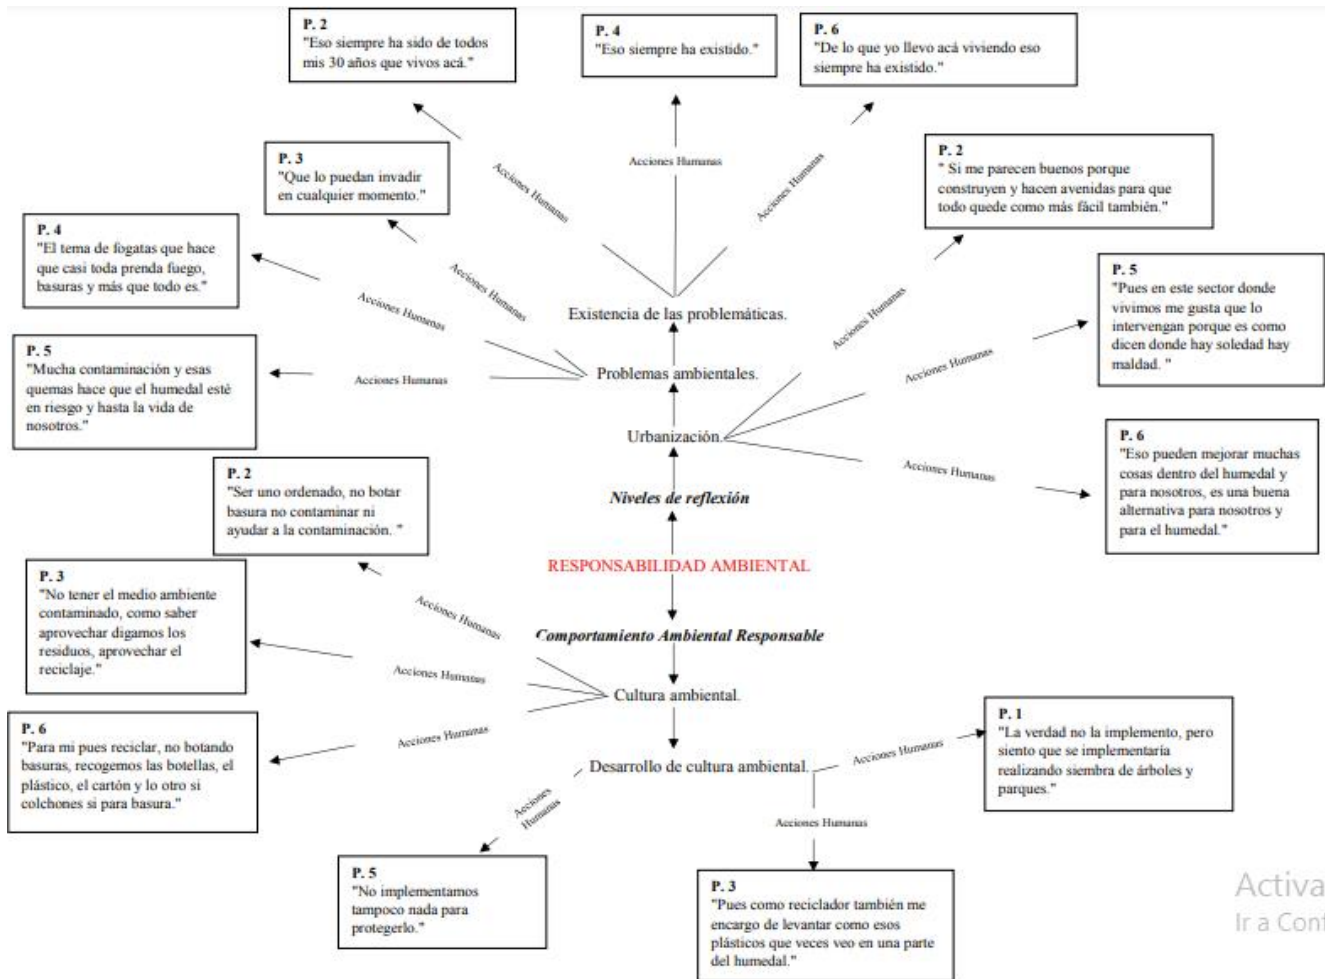 P. 2
"Eso siempre ha sido de todos
mis 30 años que vivos acá."
P. 4
"Eso siempre ha existido."
P. 6
"De lo que yo llevo acá viviendo eso
siempre ha existido."
P. 3
"Que lo puedan invadir
en cualquier momento."
Acciones Humanas
Acciones Humanas
Acciones Humanas
P. 2
" Si me parecen buenos porque
construyen y hacen avenidas para que
todo quede como más fácil también."
P. 4
"El tema de fogatas que hace
que casi toda prenda fuego,
basuras y más que todo es."
Acciones Humanas
Acciones Humanas
Existencia de las problemáticas.
Acciones Humanas
P. 5
"Pues en este sector donde
vivimos me gusta que lo
intervengan porque es como
dicen donde hay soledad hay
maldad. "
P. 5
"Mucha contaminación y esas
quemas hace que el humedal esté
en riesgo y hasta la vida de
nosotros."
Acciones Humanas
Problemas ambientales.
Acciones Humanas
Urbanización.
Acciones Humanas
P. 6
"Eso pueden mejorar muchas
cosas dentro del humedal y
para nosotros, es una buena
alternativa para nosotros y
para el humedal."
P. 2
"Ser uno ordenado, no botar
basura no contaminar ni
ayudar a la contaminación. "
Niveles de reflexión
RESPONSABILIDAD AMBIENTAL
P. 3
"No tener el medio ambiente
contaminado, como saber
aprovechar digamos los
residuos, aprovechar el
reciclaje."
Acciones Humanas
Comportamiento Ambiental Responsable
Acciones Humanas
Cultura ambiental.
P. 6
"Para mi pues reciclar, no botando
basuras, recogemos las botellas, el
plástico, el cartón y lo otro si
colchones si para basura."
Acciones Humanas
Desarrollo de cultura ambiental.
Acciones Humanas
P. 1
"La verdad no la implemento, pero
siento que se implementaría
realizando siembra de árboles y
parques."
Acciones
Humanas
Acciones Humanas
P. 5
"No implementamos
tampoco nada para
protegerlo."
P. 3
"Pues como reciclador también me
encargo de levantar como esos
plásticos que veces veo en una parte
del humedal."
Activa
Ir a Conf